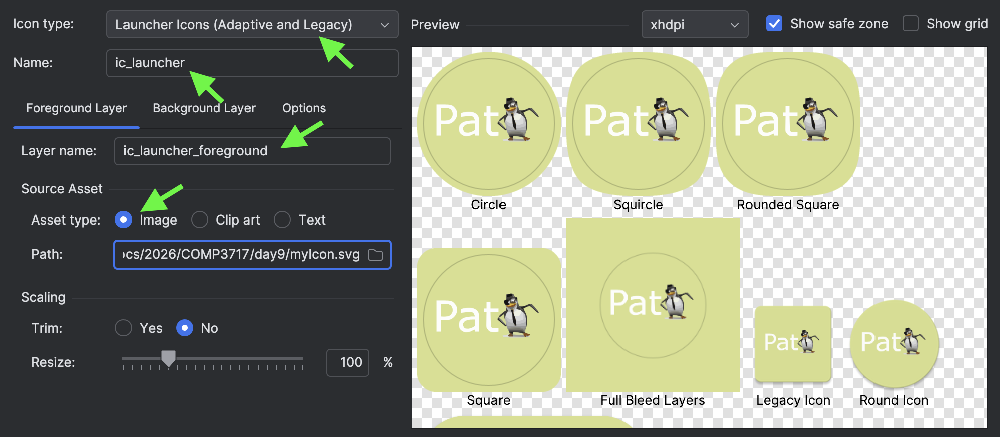 Icon type:
Launcher Icons (Adaptive and Legacy)
Name:
ic_launcher
Foreground Layer
Background Layer
Options
Layer name:
ic_launcher_foreground
Source Asset
Asset type:
Image
Clip art
Text
Path:
cs/2026/COMP3717/day9/myIcon.svg
Scaling
Trim:
Yes
No
Resize:
100
%
Preview
xhdpi
Show safe zone
Show grid
Pat
Pat
Pat
Circle
Squircle
Rounded Square
Pat
Pat
Pat
Pat
Square
Full Bleed Layers
Legacy Icon
Round Icon